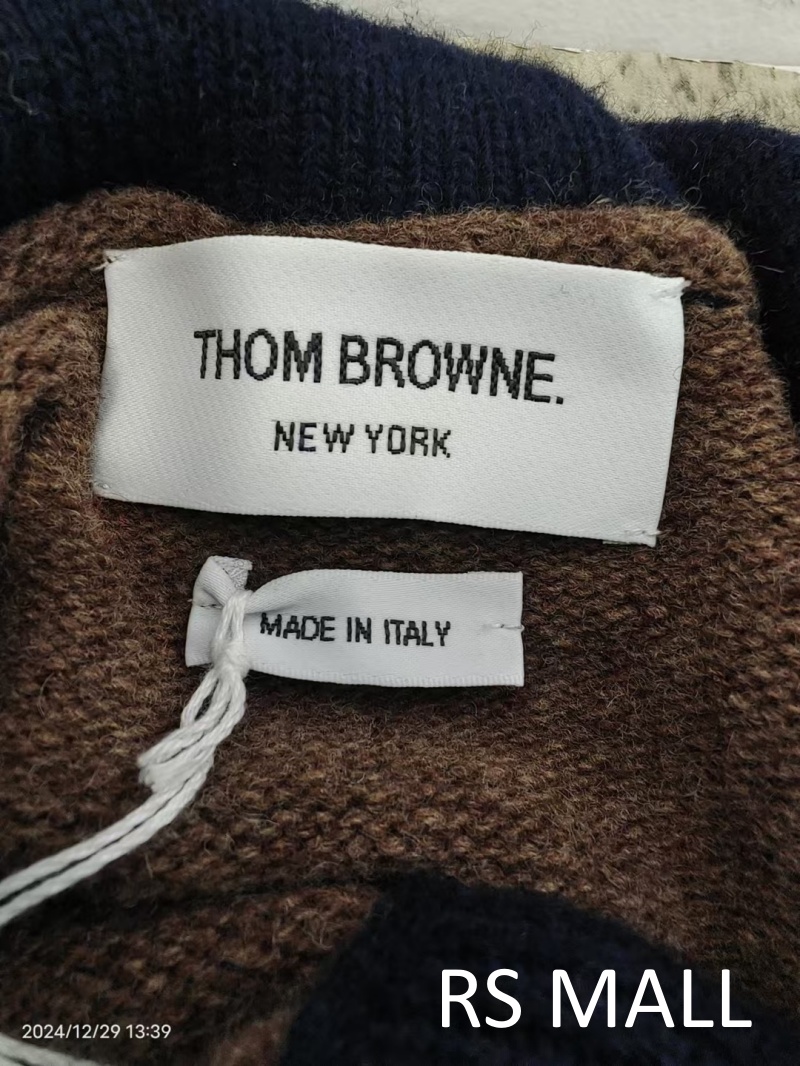 THOM BROWNE.
NEW YORK
MADE IN ITALY
RS MALL
2024/12/29 13:39